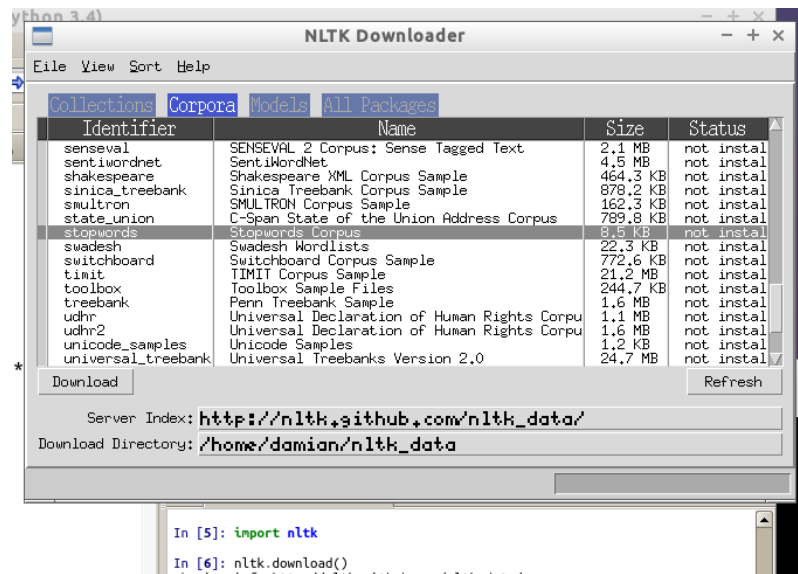 ython 3.4)
NLTK Downloader
File View Sort Help
Collections Corpora Models All Packages
Identifier Name Size Status
senseval SENSEVAL 2 Corpus: Sense Tagged Text 2.1 MB not instal
sentiwordnet SentiWordNet 4.5 MB not instal
shakespeare Shakespeare XML Corpus Sample 464.3 KB not instal
sinica_treebank Sinica Treebank Corpus Sample 878.2 KB not instal
smultron SMULTRON Corpus Sample 162.3 KB not instal
state_union C-Span State of the Union Address Corpus 789.8 KB not instal
stopwords Stopwords Corpus 8.5 KB not instal
swadesh Swadesh Wordlists 22.3 KB not instal
switchboard Switchboard Corpus Sample 772.6 KB not instal
timit TIMIT Corpus Sample 21.2 MB not instal
toolbox Toolbox Sample Files 244.7 KB not instal
treebank Penn Treebank Sample 1.6 MB not instal
udhr Universal Declaration of Human Rights Corpu 1.1 MB not instal
udhr2 Universal Declaration of Human Rights Corpu 1.6 MB not instal
unicode_samples Unicode Samples 1.2 KB not instal
universal_treebank Universal Treebanks Version 2.0 24.7 MB not instal
*
Download Refresh
Server Index: http://nltk.github.com/nltk_data/
Download Directory: /home/damian/nltk_data
In [5]: import nltk
In [6]: nltk.download()